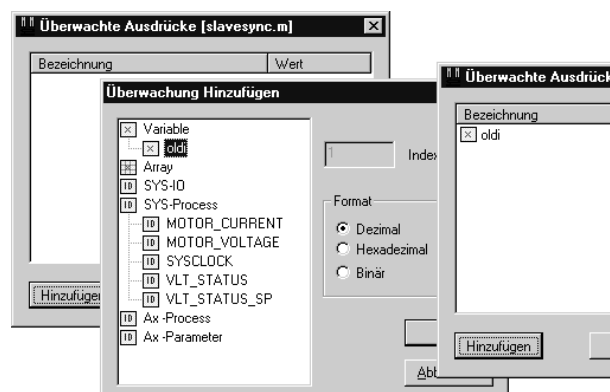 Überwachte Ausdrücke [slavesync.m]
Bezeichnung Wert
Hinzufügen
Überwachung Hinzufügen
Variable
oldi
Array
SYS-IO
SYS-Process
MOTOR_CURRENT
MOTOR_VOLTAGE
SYSCLOCK
VLT_STATUS
VLT_STATUS_SP
Ax-Process
Ax-Parameter
1 Index
Format
Dezimal
Hexadezimal
Binär
Überwachte Ausdrück
Bezeichnung
oldi
Hinzufügen